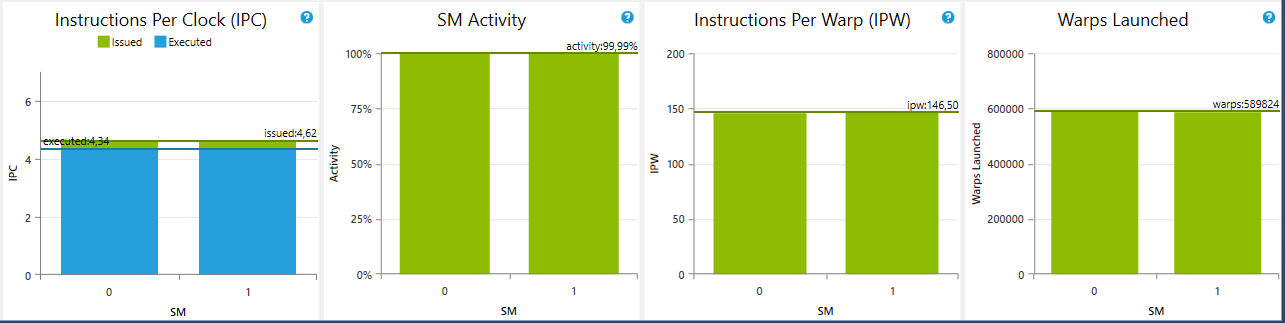 Instructions Per Clock (IPC) ?
Issued Executed
issued:4,62
executed:4,34
6
4
2
0
IPC
0 1
SM
SM Activity ?
activity:99,99%
100%
75%
50%
25%
0%
Activity
0 1
SM
Instructions Per Warp (IPW) ?
200
ipw:146,50
150
100
50
0
IPW
0 1
SM
Warps Launched ?
800000
warps:589824
600000
400000
200000
0
Warps Launched
0 1
SM